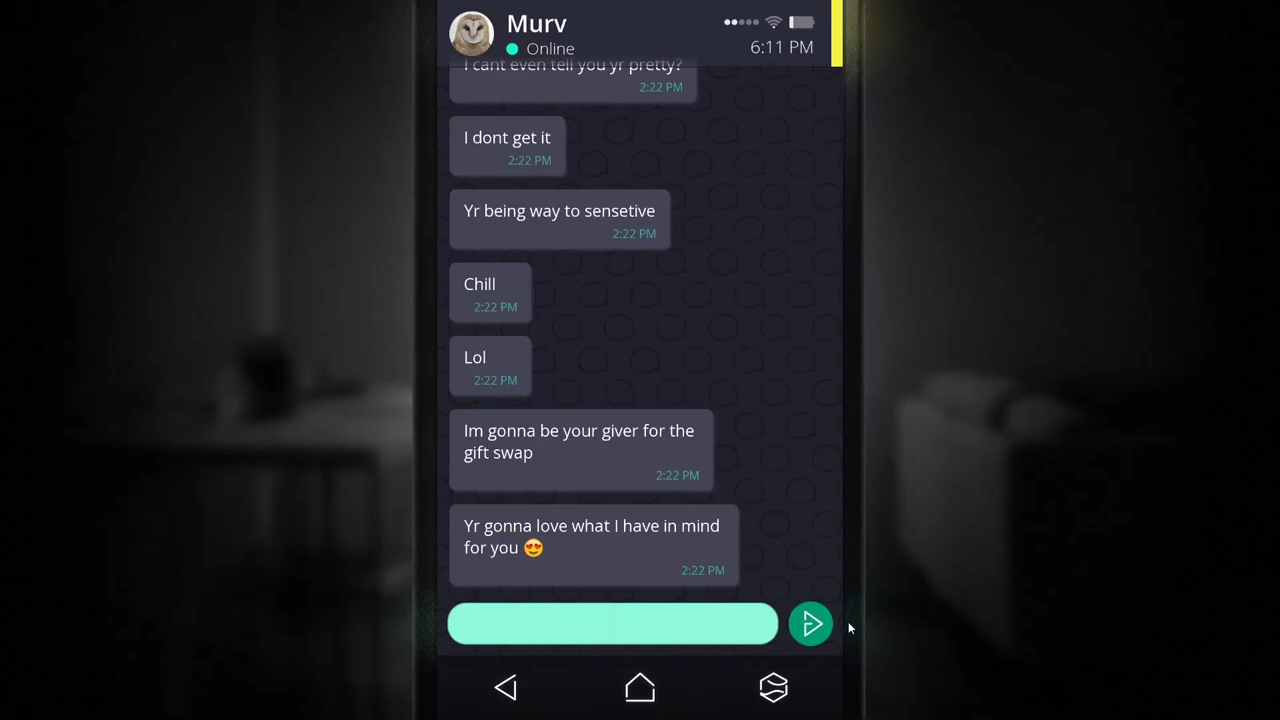 Murv
Online
6:11 PM
I cant even tell you yr pretty?
2:22 PM
I dont get it
2:22 PM
Yr being way to sensetive
2:22 PM
Chill
2:22 PM
Lol
2:22 PM
Im gonna be your giver for the
gift swap
2:22 PM
Yr gonna love what I have in mind
for you 😍
2:22 PM